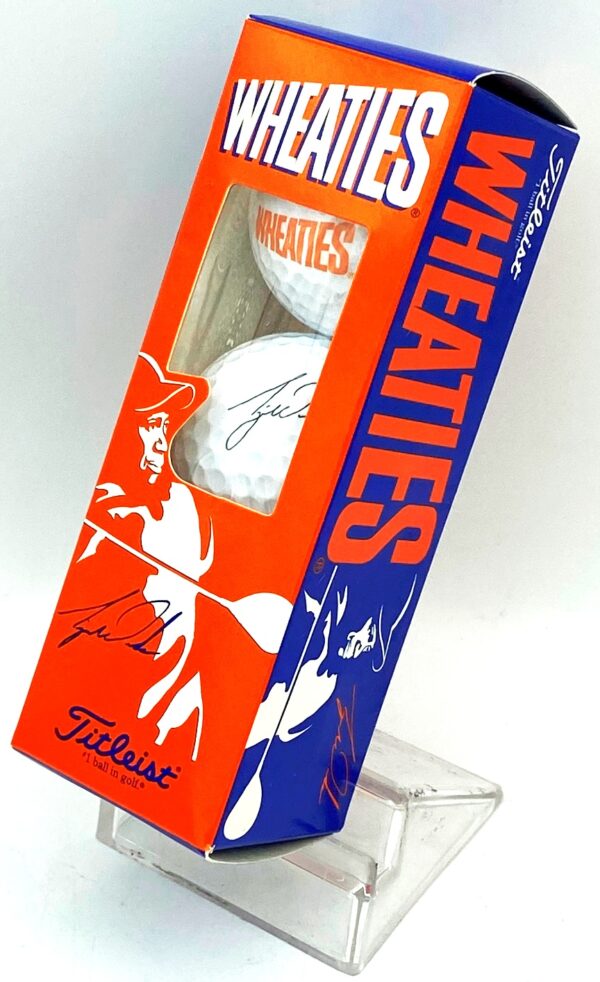 WHEATIES®
WHEATIES
Titleist®
#1 ball in golf.®
WHEATIES®
Titleist
#1 ball in golf.